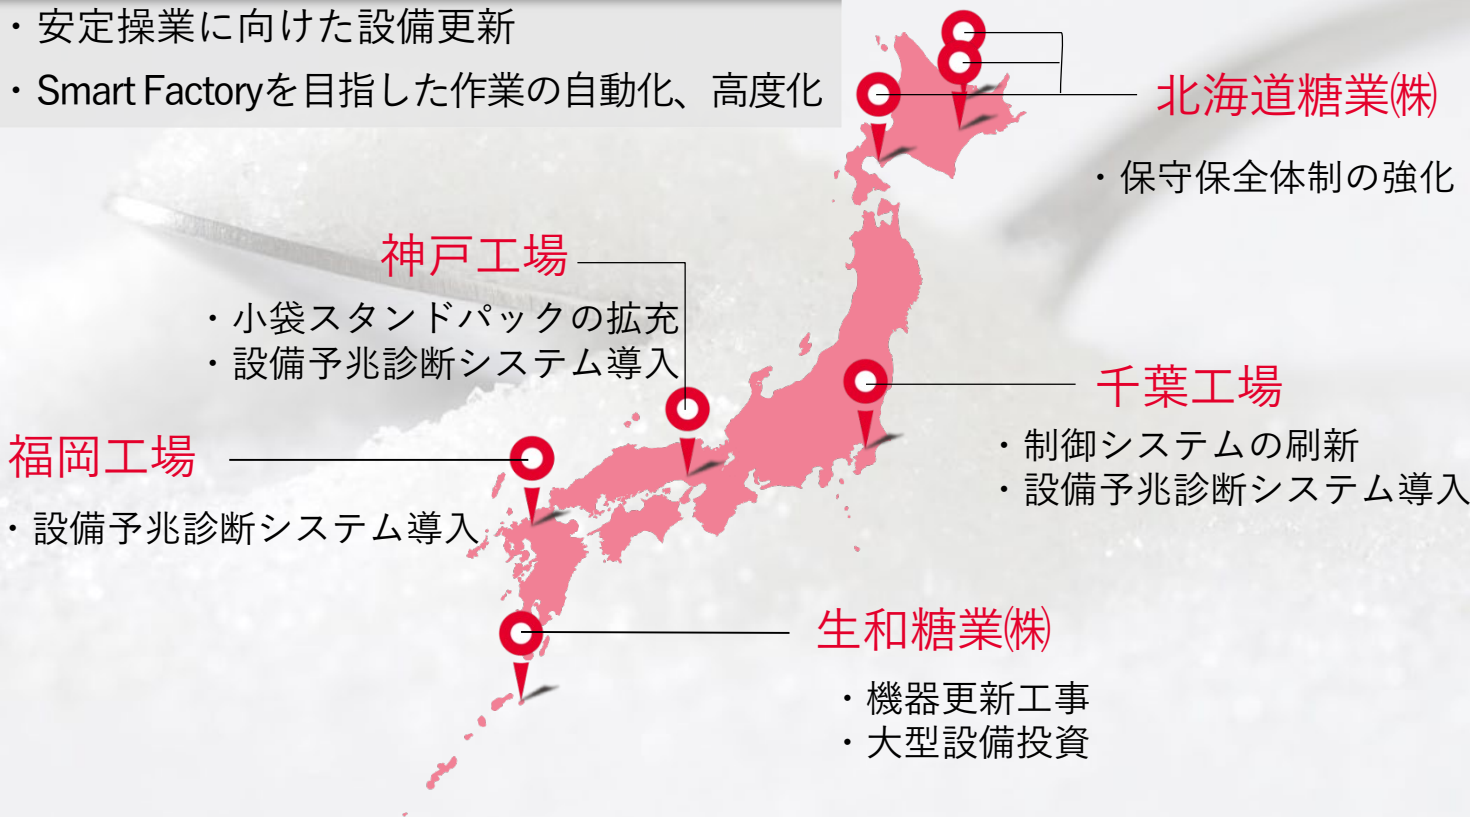 ・安定操業に向けた設備更新
・Smart Factoryを目指した作業の自動化、高度化
北海道糖業㈱
・保守保全体制の強化
神戸工場
・小袋スタンドパックの拡充
・設備予兆診断システム導入
千葉工場
・制御システムの刷新
・設備予兆診断システム導入
福岡工場
・設備予兆診断システム導入
生和糖業㈱
・機器更新工事
・大型設備投資